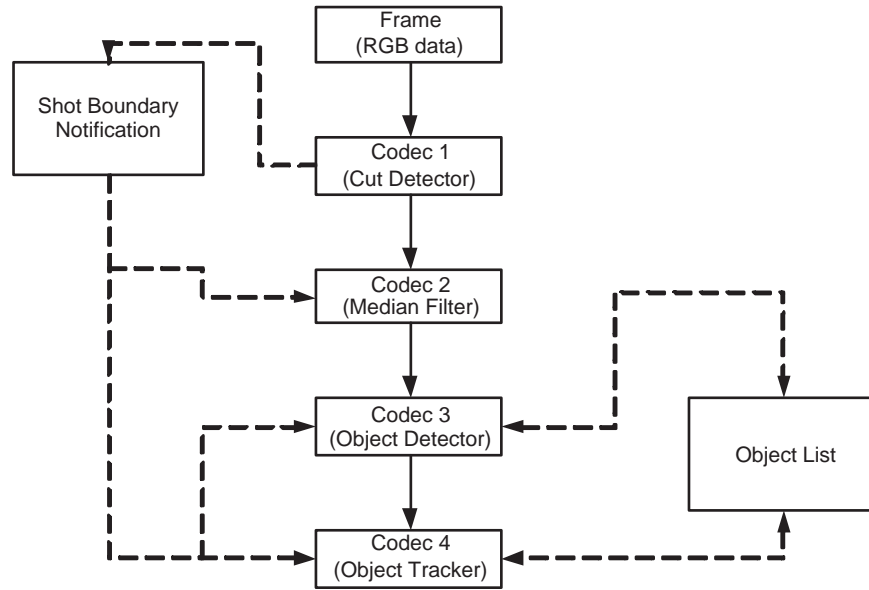 Frame
(RGB data)
Shot Boundary
Notification
Codec 1
(Cut Detector)
Codec 2
(Median Filter)
Codec 3
(Object Detector)
Object List
Codec 4
(Object Tracker)